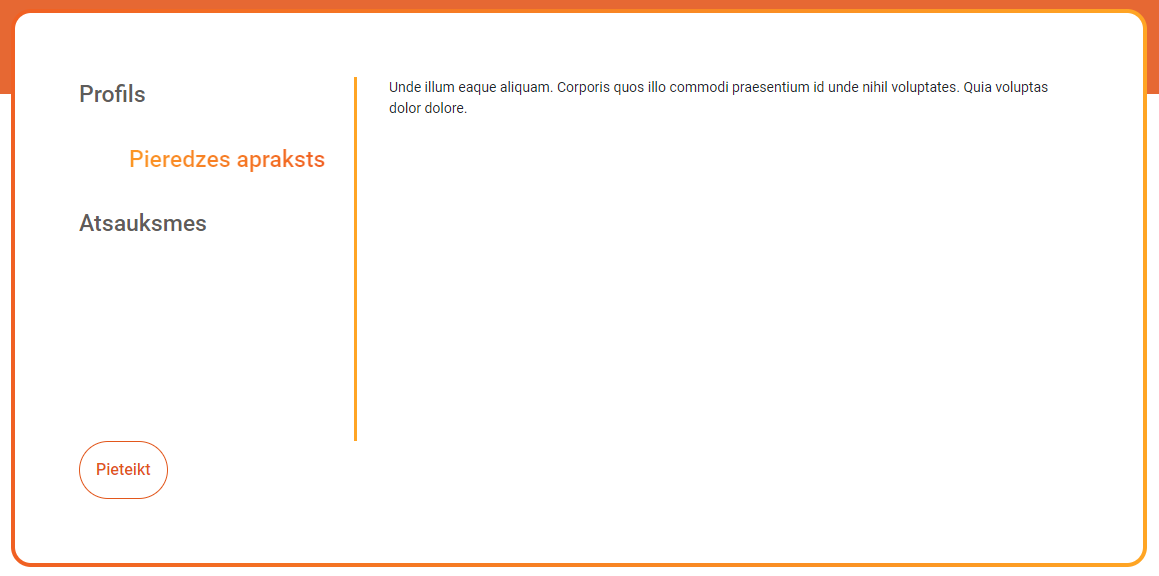 Profils
Pieredzes apraksts
Atsauksmes
Pieteikt
Unde illum eaque aliquam. Corporis quos illo commodi praesentium id unde nihil voluptates. Quia voluptas
dolor dolore.